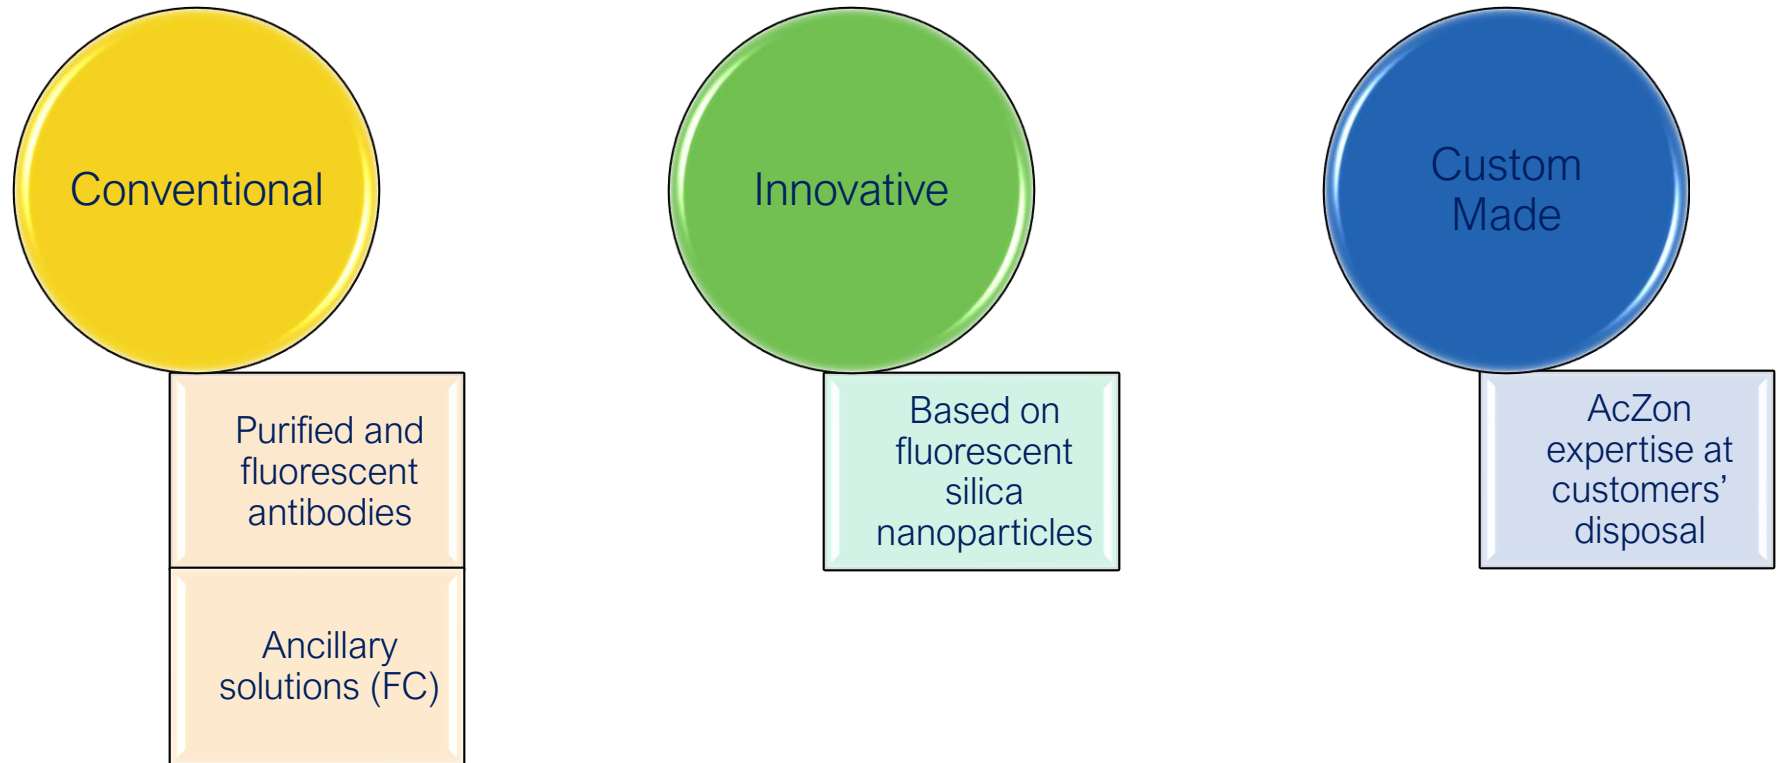 Conventional
Purified and
fluorescent
antibodies
Ancillary
solutions (FC)
Innovative
Based on
fluorescent
silica
nanoparticles
Custom
Made
AcZon
expertise at
customers’
disposal